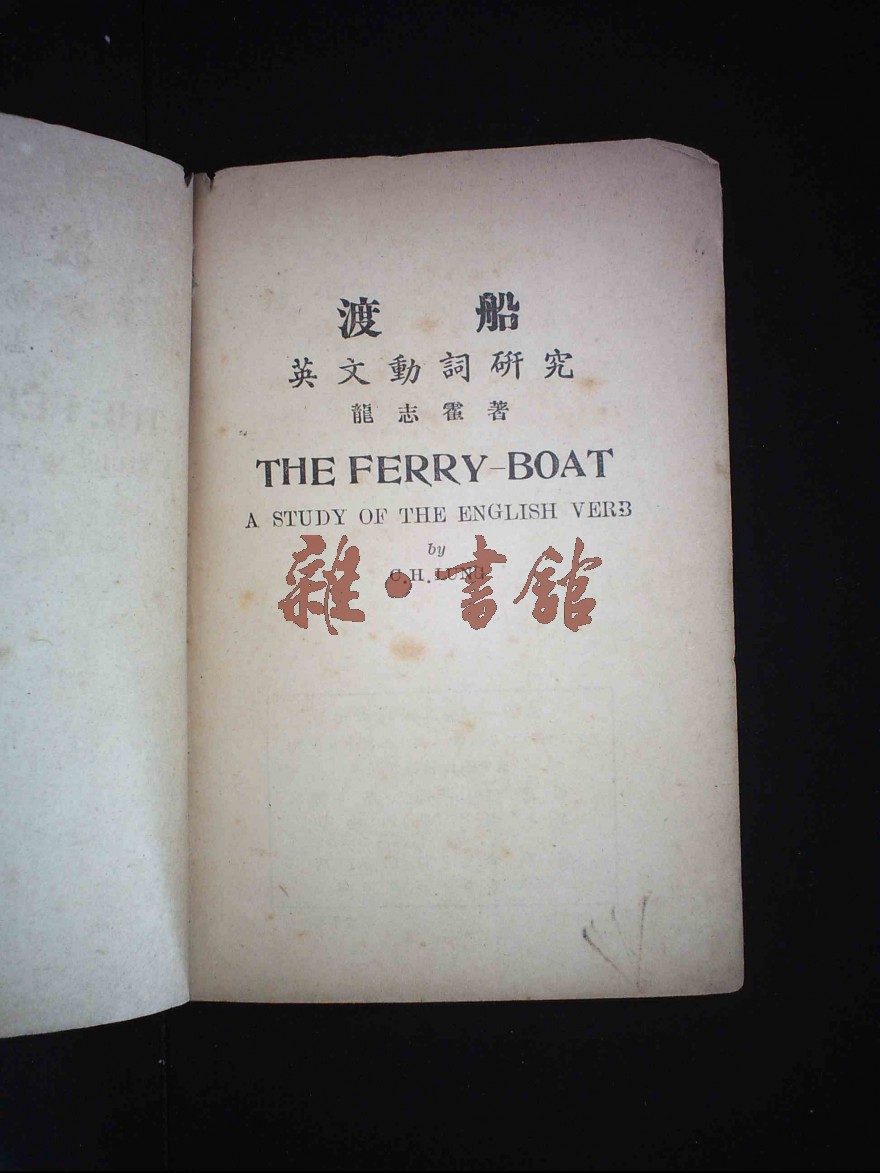 渡船
英文動詞研究
龍志霍著
THE FERRY-BOAT
A STUDY OF THE ENGLISH VERB
by
C.H. LUNG
雜·書館